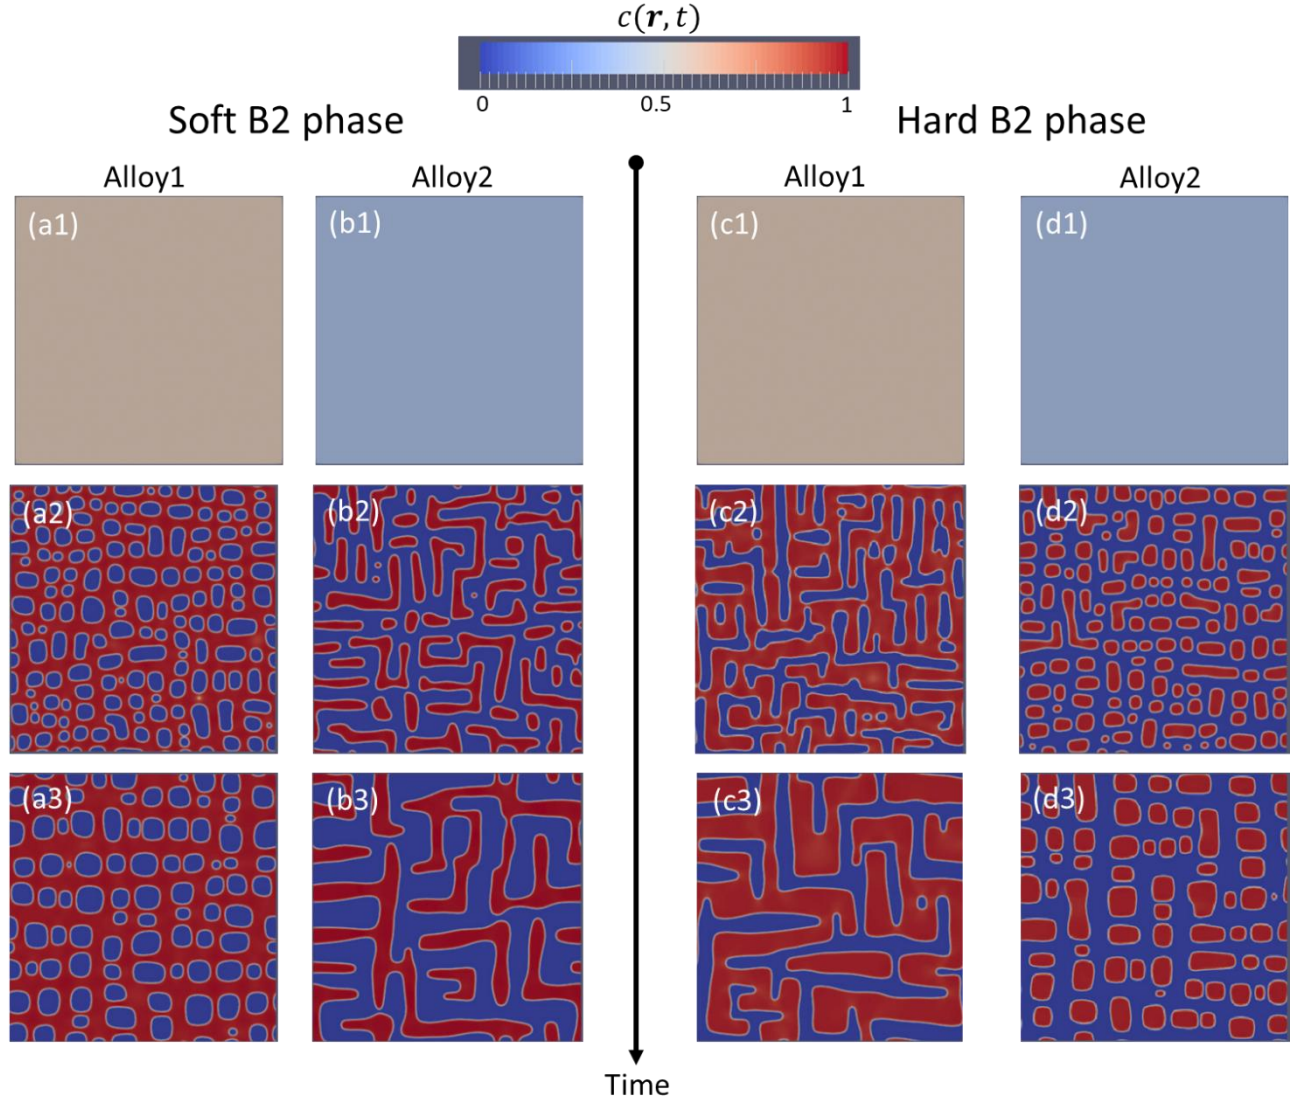 c(r, t)
0 0.5 1
Soft B2 phase Hard B2 phase
Alloy1 Alloy2 Alloy1 Alloy2
(a1) (b1) (c1) (d1)
(a2) (b2) (c2) (d2)
(a3) (b3) (c3) (d3)
Time